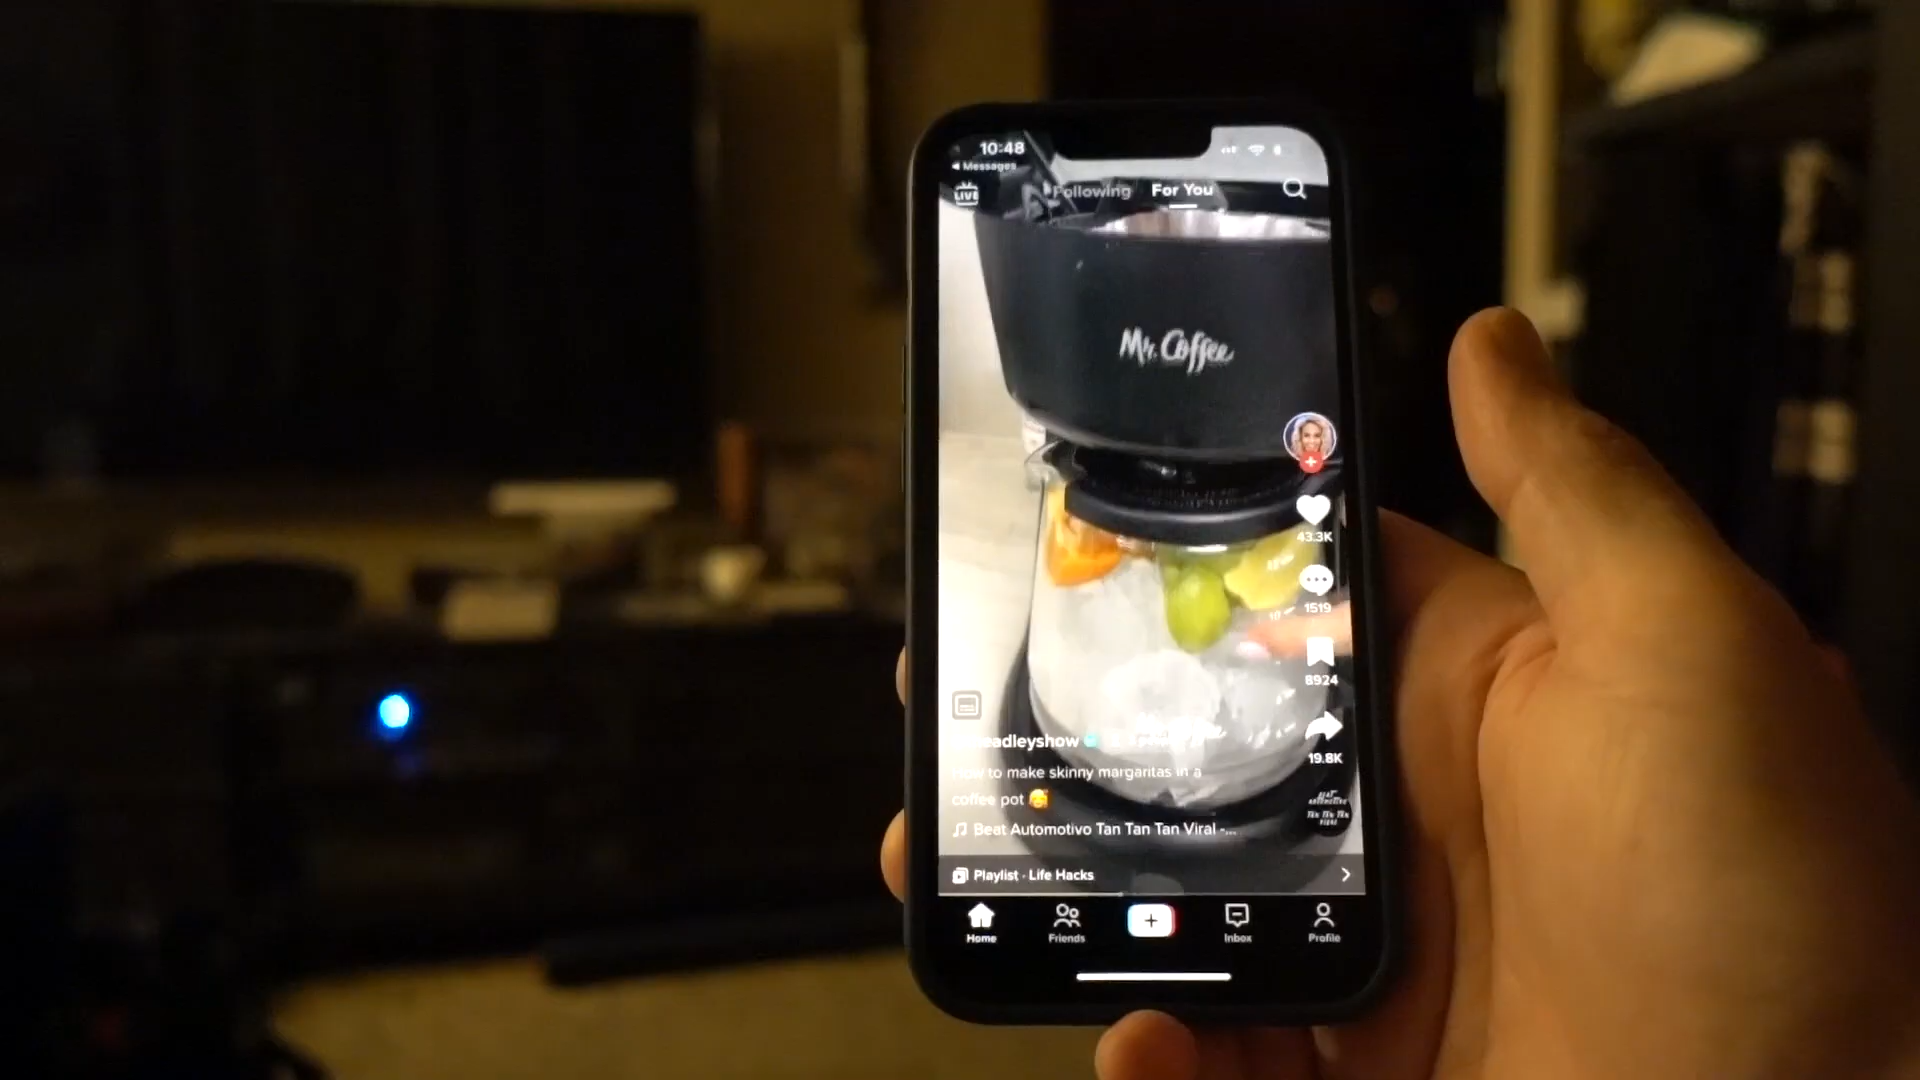 10:48
◀ Messages
LIVE
Following
For You
Mr. Coffee
43.3K
1519
8924
19.8K
to make skinny margaritas in a
coffee pot 🥰
Beat Automotivo Tan Tan Tan Viral -...
Playlist · Life Hacks
Home
Friends
Inbox
Profile